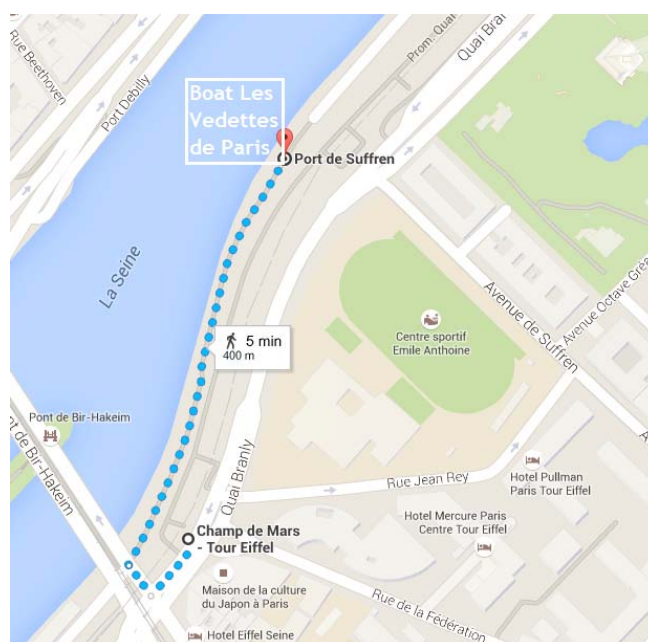 Rue Beethoven
Port Debilly
Prom. Quai
Quai Branly
Boat Les
Vedettes
de Paris
Port de Suffren
La Seine
Avenue de Suffren
Avenue Octave Gréa
Centre sportif
Emile Anthoine
5 min
400 m
Pont de Bir-Hakeim
nt de Bir-Hakeim
Quai Branly
Rue Jean Rey
A
Hotel Pullman
Paris Tour Eiffel
Hotel Mercure Paris
Centre Tour Eiffel
Champ de Mars
- Tour Eiffel
Maison de la culture
du Japon à Paris
Rue de la Fédération
Hotel Eiffel Seine